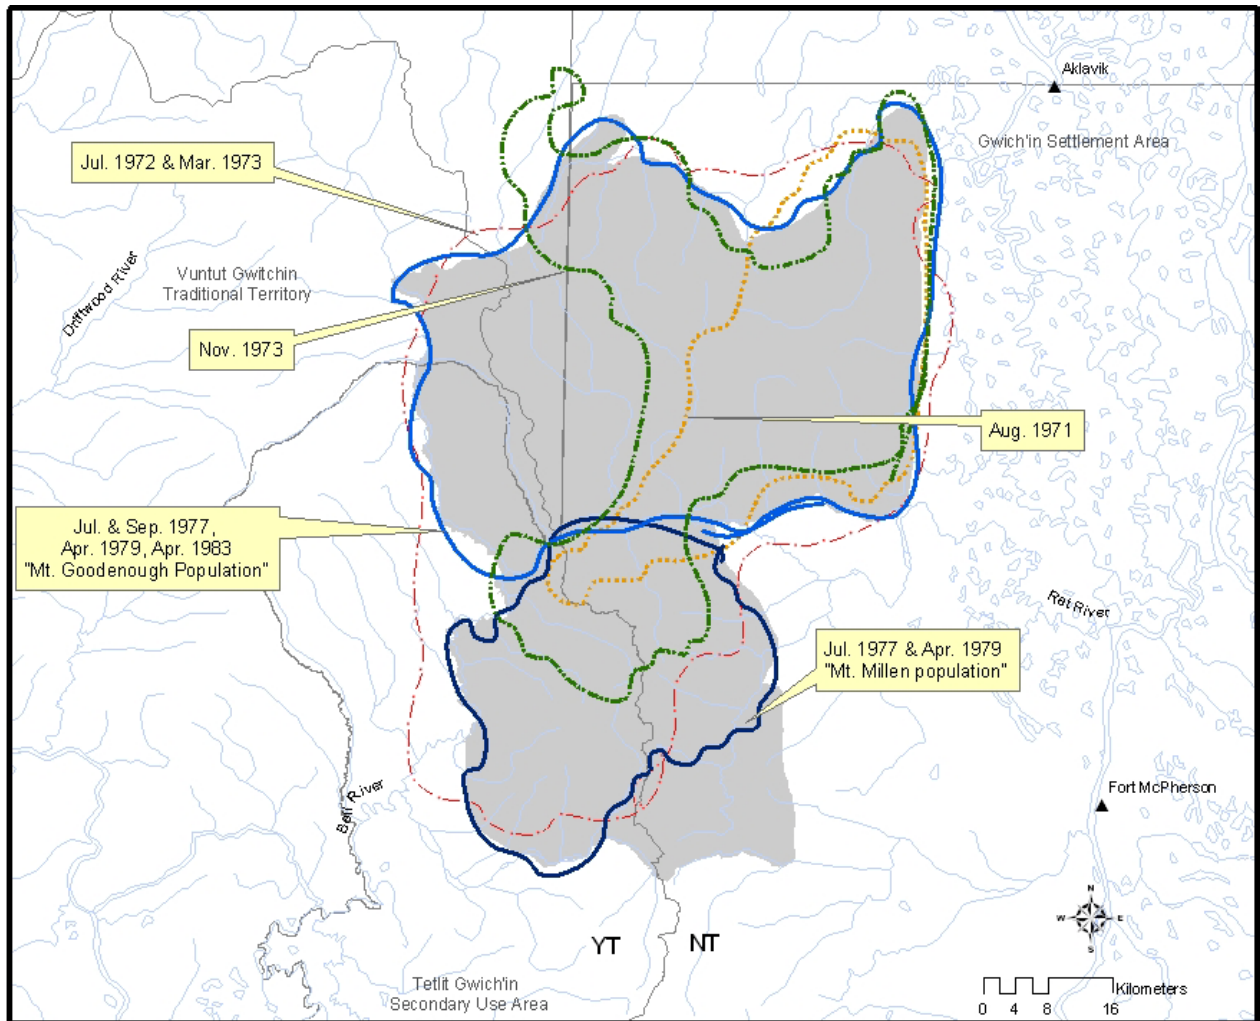 Aklavik
Gwich'in Settlement Area
Jul. 1972 & Mar. 1973
Driftwood River
Vuntut Gwitchin
Traditional Territory
Nov. 1973
Aug. 1971
Jul. & Sep. 1977,
Apr. 1979, Apr. 1983
"Mt. Goodenough Population"
Rat River
Jul. 1977 & Apr. 1979
"Mt. Millen population"
Bell River
Fort McPherson
N
W
E
S
YT
NT
Tetlit Gwich'in
Secondary Use Area
Kilometers
0 4 8 16